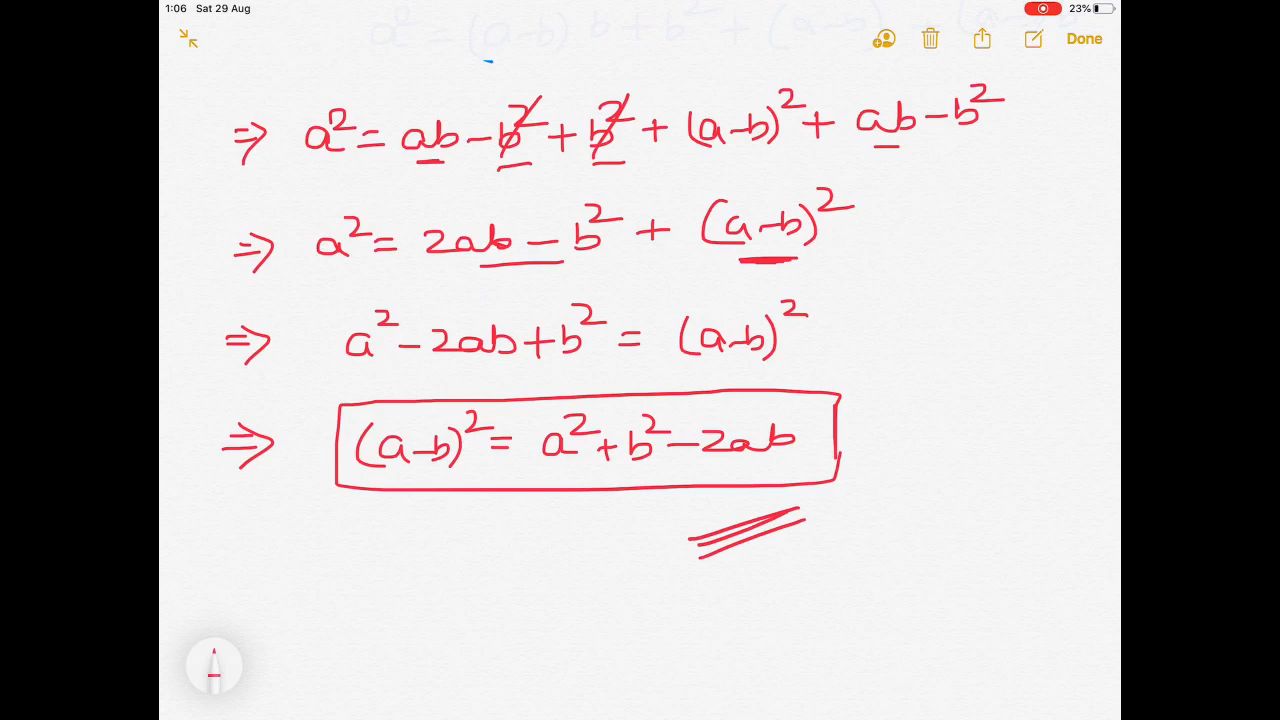 1:06 Sat 29 Aug 23%
Done
⇒ a² = ab - b² + b² + (a-b)² + ab - b²
⇒ a² = 2ab - b² + (a-b)²
⇒ a² - 2ab + b² = (a-b)²
⇒ (a-b)² = a² + b² - 2ab